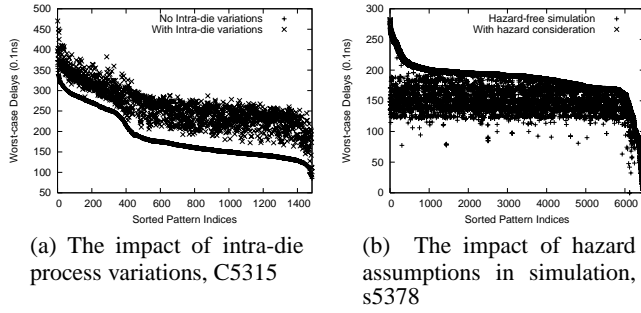 500
450
400
350
300
250
200
150
100
50
0 200 400 600 800 1000 1200 1400
Worst-case Delays (0.1ns)
Sorted Pattern Indices
No Intra-die variations
With Intra-die variations
300
250
200
150
100
50
0
0 1000 2000 3000 4000 5000 6000
Worst-case Delays (0.1ns)
Sorted Pattern Indices
Hazard-free simulation
With hazard consideration
(a) The impact of intra-die
process variations, C5315
(b) The impact of hazard
assumptions in simulation,
s5378